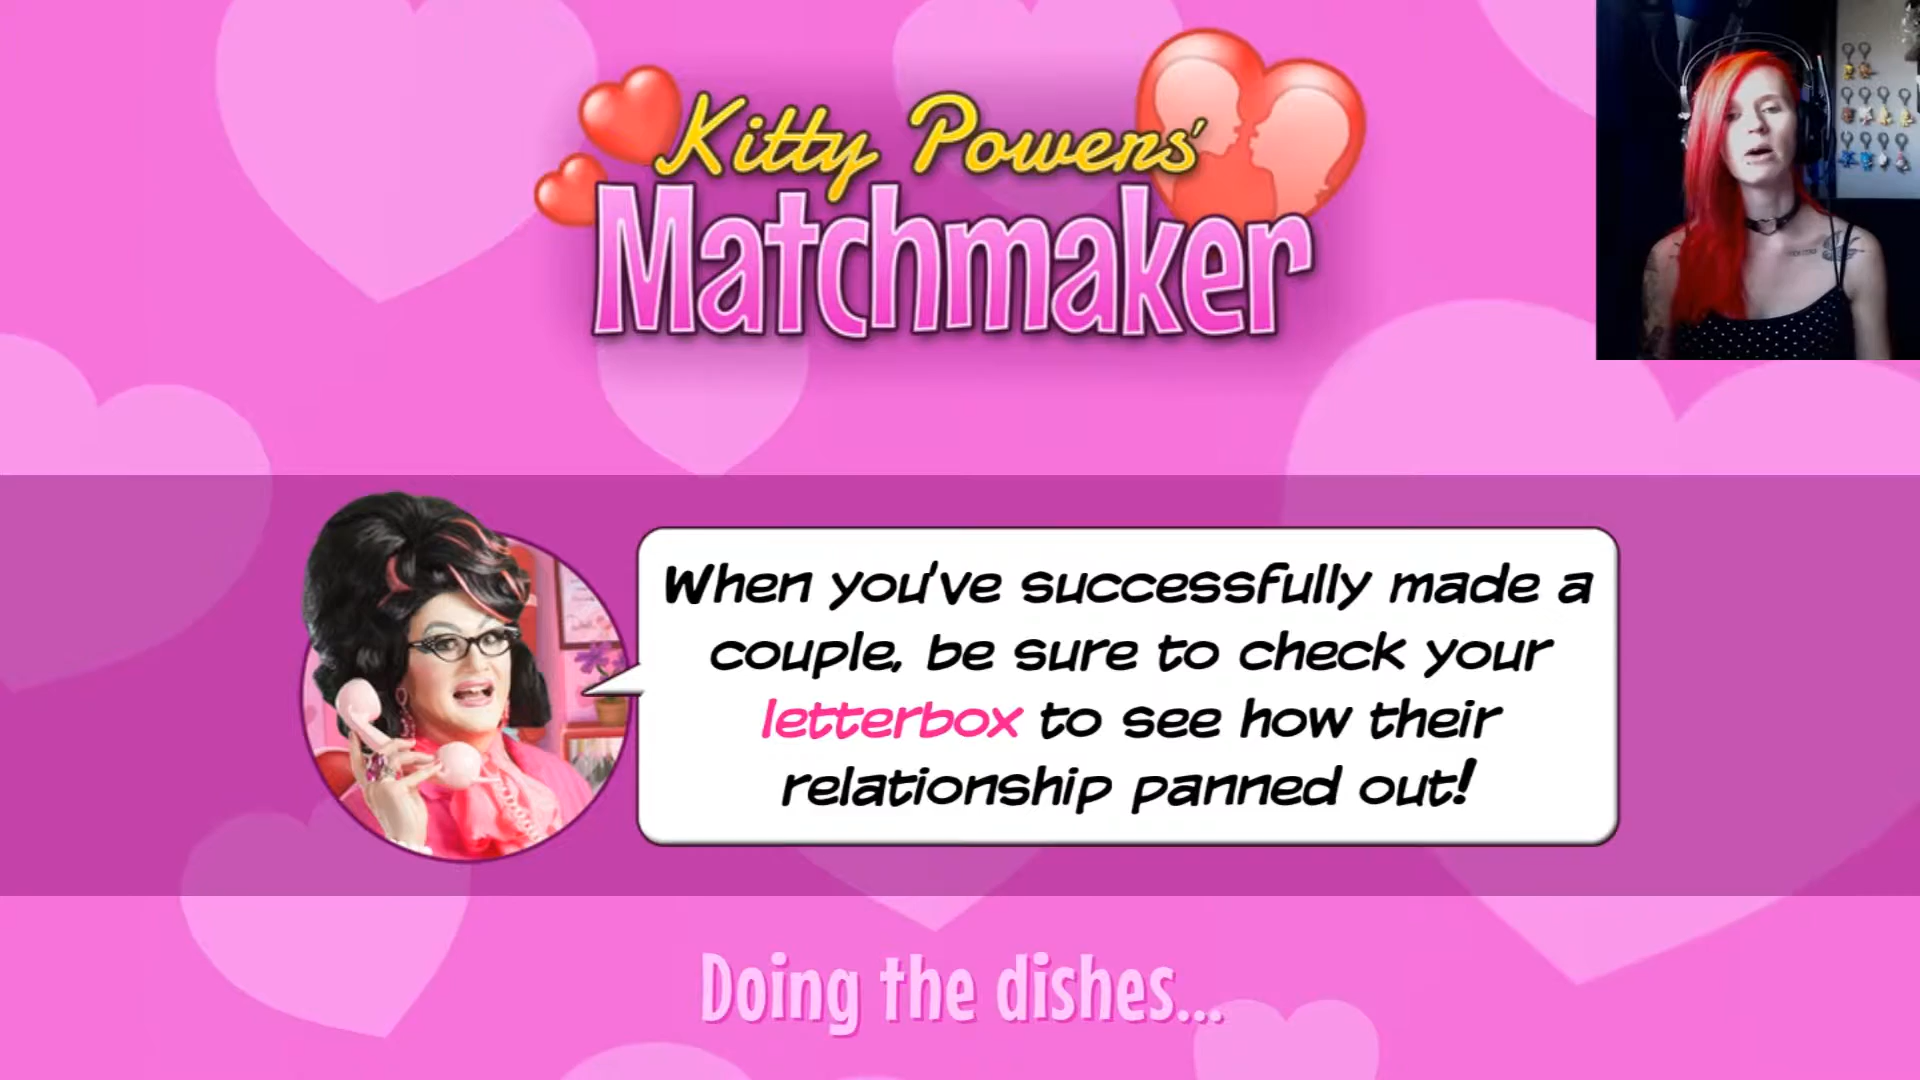 Kitty Powers'
Matchmaker
When you've successfully made a
couple, be sure to check your
letterbox to see how their
relationship panned out!
Doing the dishes...